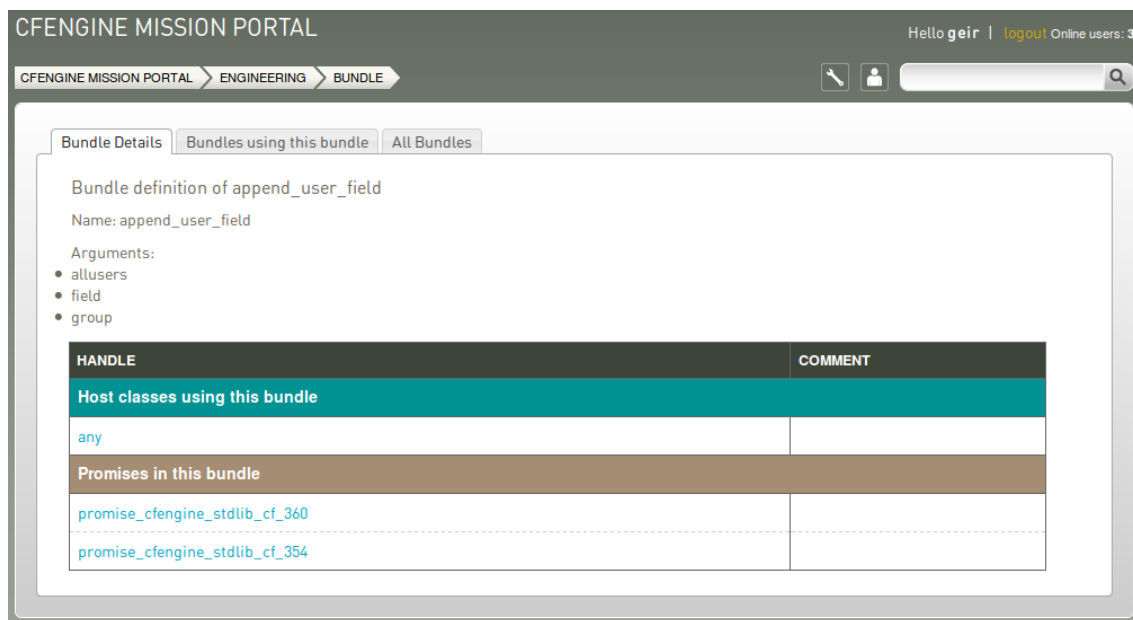 CFENGINE MISSION PORTAL
Hello geir | logout Online users: 3
CFENGINE MISSION PORTAL ENGINEERING BUNDLE
Bundle Details Bundles using this bundle All Bundles
Bundle definition of append_user_field
Name: append_user_field
Arguments:
allusers
field
group
HANDLE COMMENT
Host classes using this bundle
any
Promises in this bundle
promise_cfengine_stdlib_cf_360
promise_cfengine_stdlib_cf_354